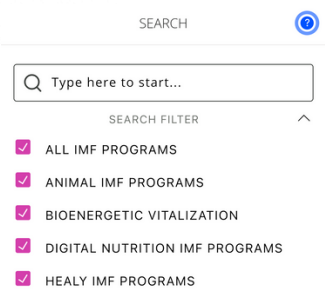 SEARCH
?
Type here to start...
SEARCH FILTER
ALL IMF PROGRAMS
ANIMAL IMF PROGRAMS
BIOENERGETIC VITALIZATION
DIGITAL NUTRITION IMF PROGRAMS
HEALY IMF PROGRAMS